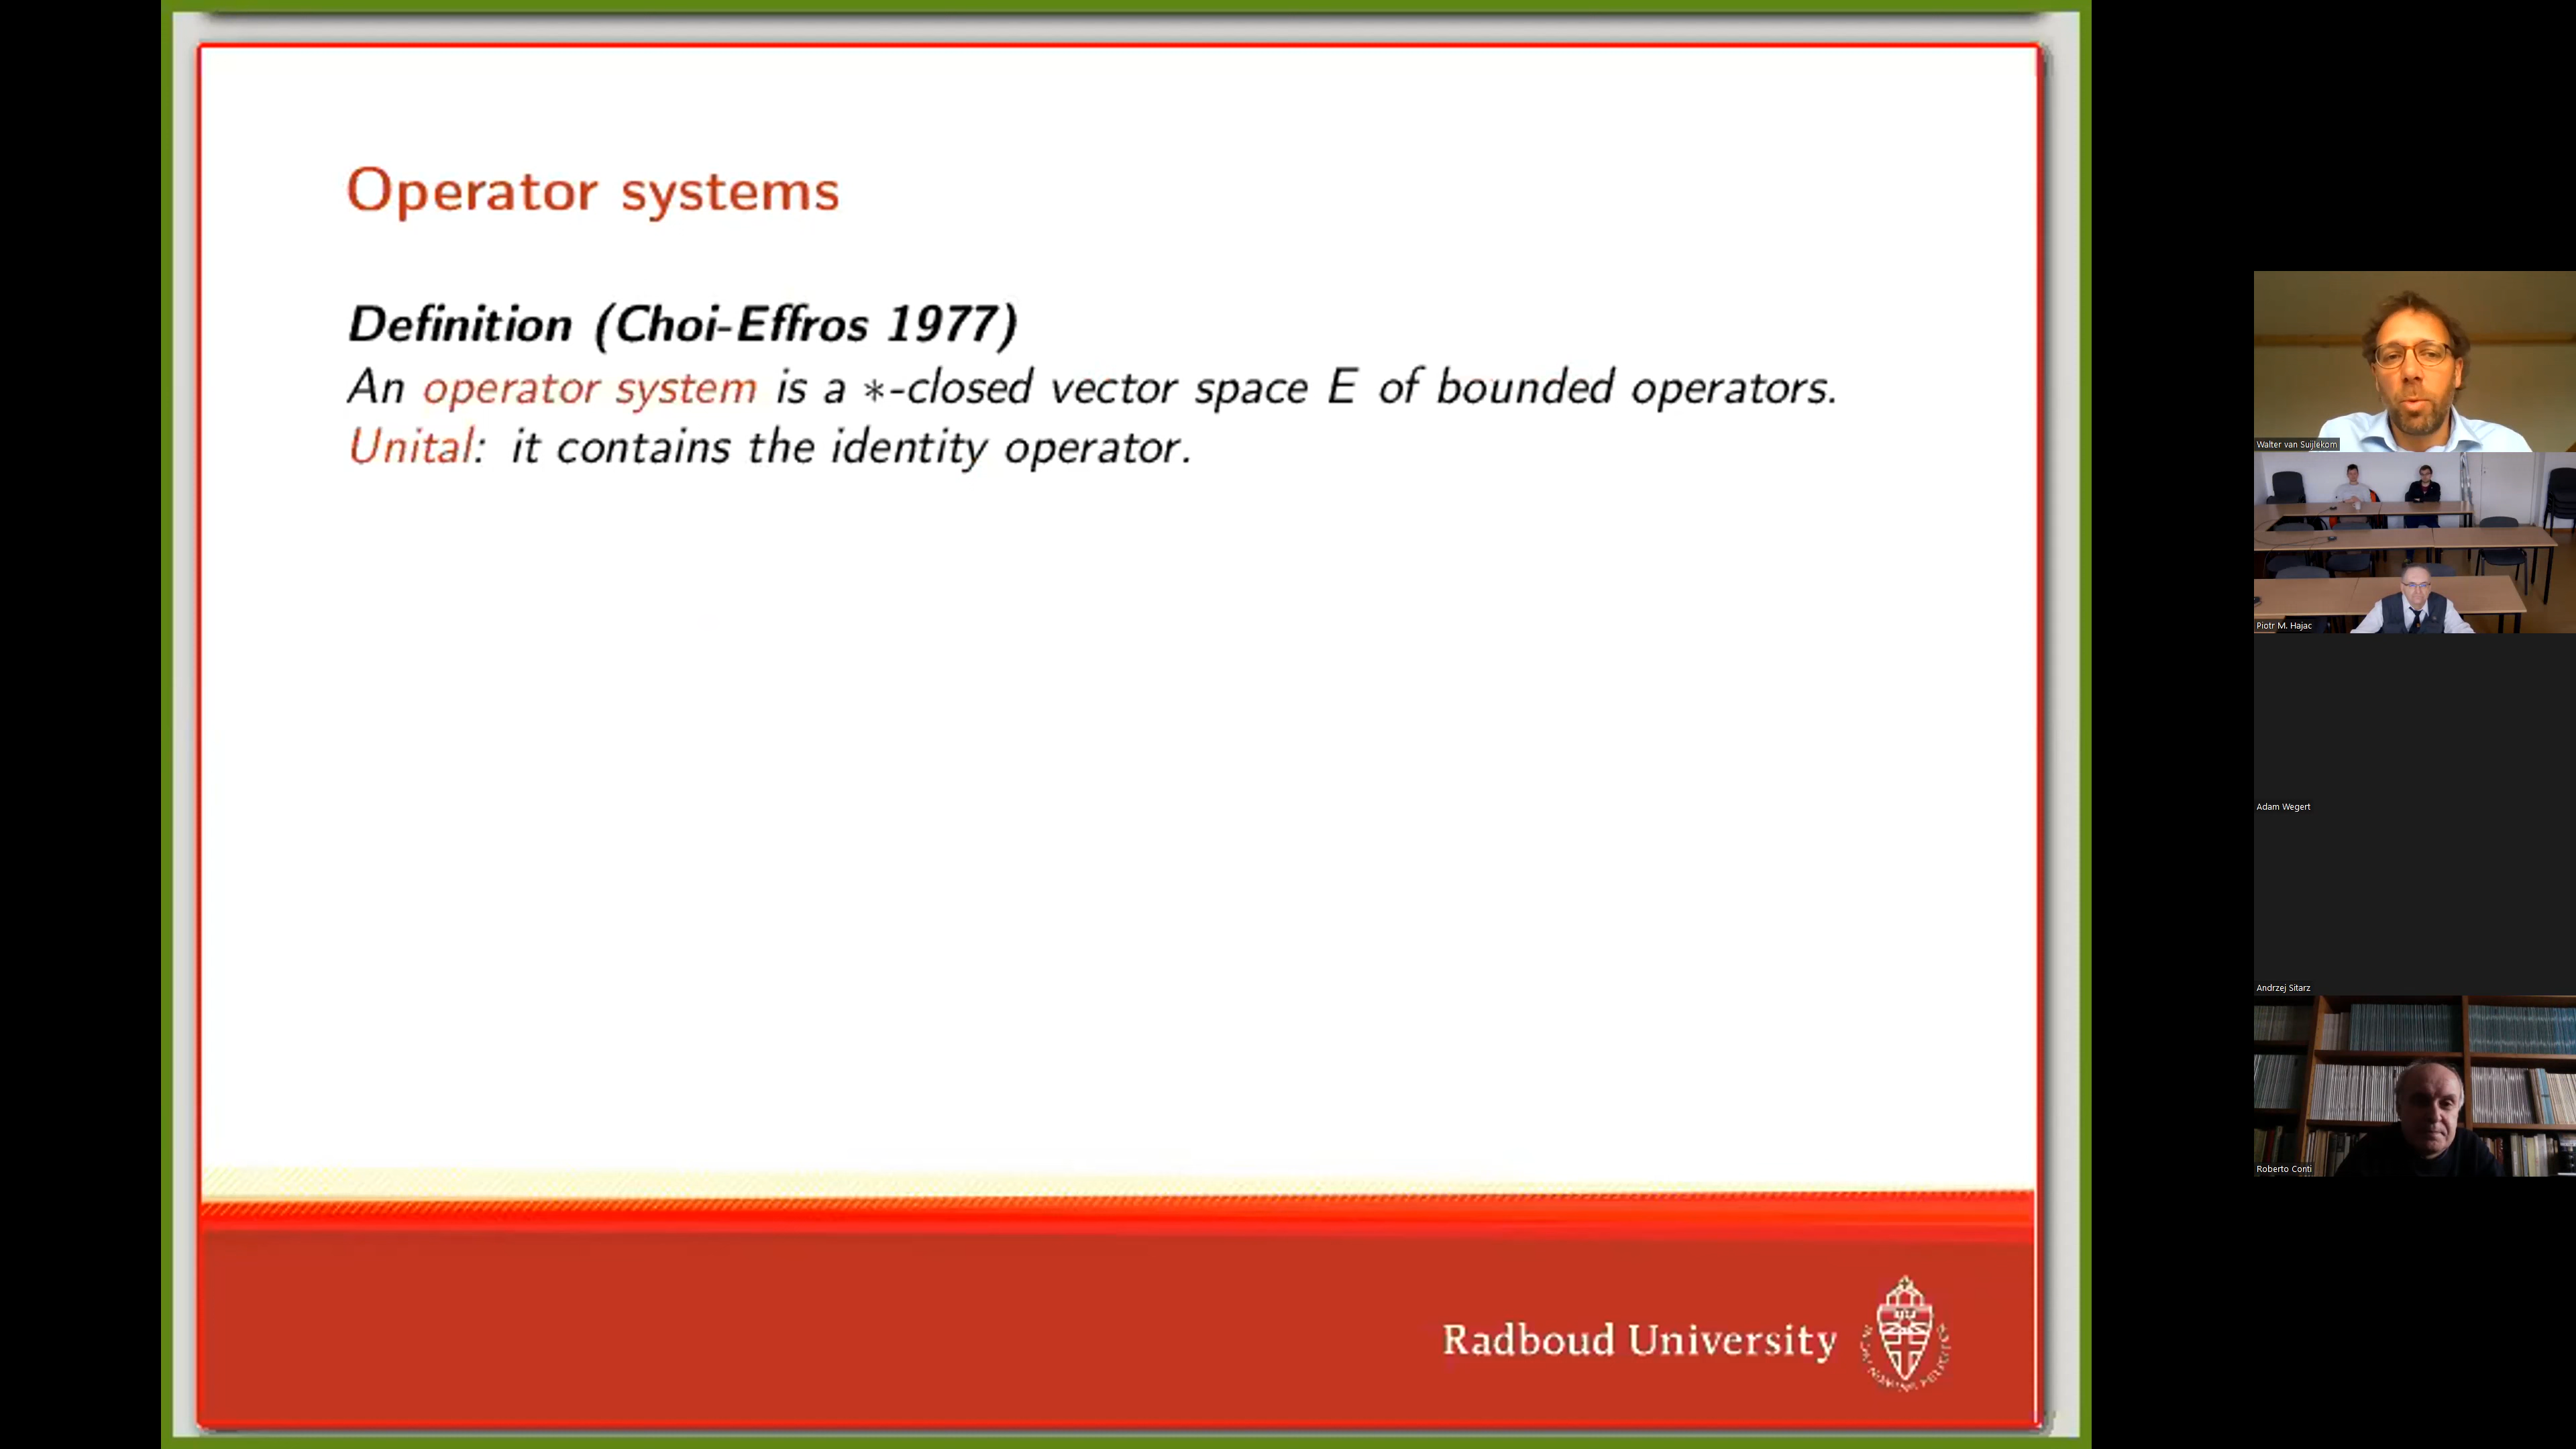 Operator systems
Definition (Choi-Effros 1977)
An operator system is a *-closed vector space E of bounded operators.
Unital: it contains the identity operator.
Radboud University
Walter van Suijlekom
Piotr M. Hajac
Adam Wegert
Andrzej Sitarz
Roberto Conti